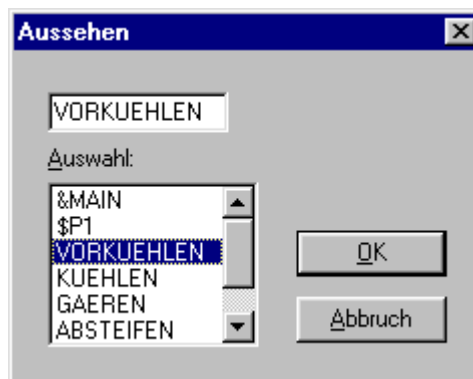 Aussehen
VORKUEHLEN
Auswahl:
&MAIN
$P1
VORKUEHLEN
KUEHLEN
GAEREN
ABSTEIFEN
OK
Abbruch